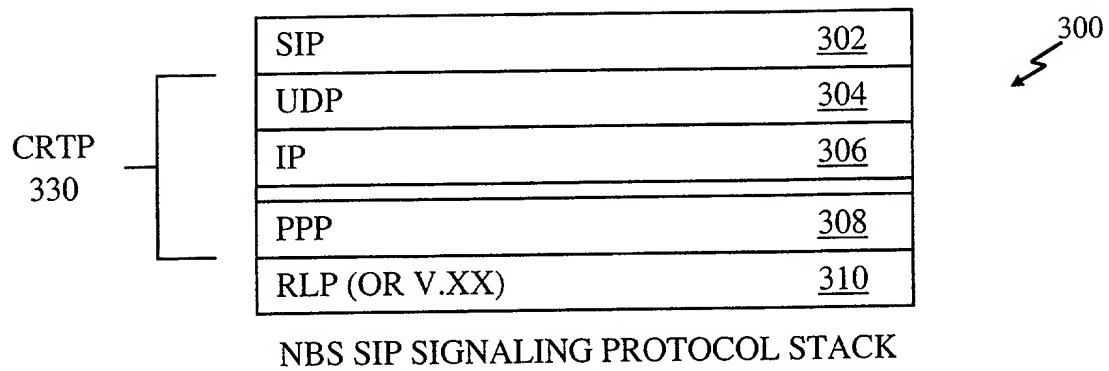 300
SIP 302
UDP 304
IP 306
CRTP
330
PPP 308
RLP (OR V.XX) 310
NBS SIP SIGNALING PROTOCOL STACK